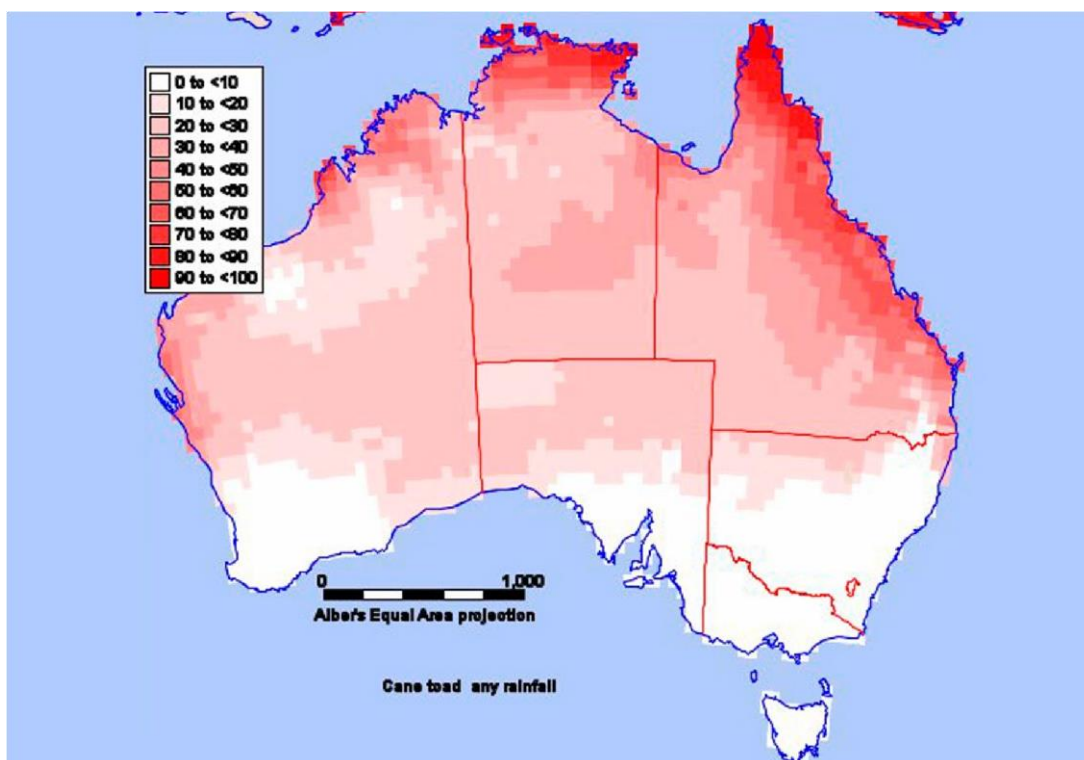 0 to <10
10 to <20
20 to <30
30 to <40
40 to <50
50 to <60
60 to <70
70 to <80
80 to <90
90 to <100
0 1,000
Alber's Equal Area projection
Cane toad any rainfall